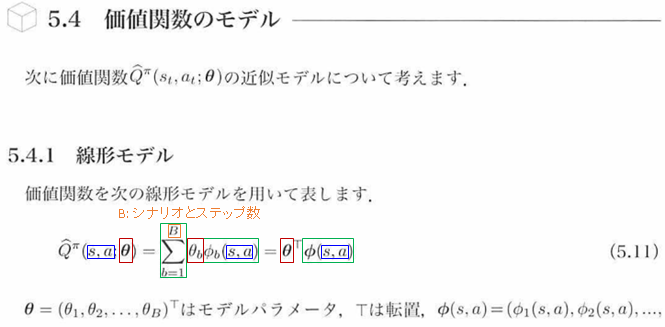 5.4 価値関数のモデル
次に価値関数Q̂^π(s_t, a_t; θ)の近似モデルについて考えます.
5.4.1 線形モデル
価値関数を次の線形モデルを用いて表します.
B: シナリオとステップ数
Q̂^π(s, a; θ) = ∑_{b=1}^{B} θ_b ϕ_b(s, a) = θ^⊤ ϕ(s, a) (5.11)
θ = (θ_1, θ_2, . . . , θ_B)^⊤はモデルパラメータ, ⊤は転置, ϕ(s, a) = (ϕ_1(s, a), ϕ_2(s, a), ...,